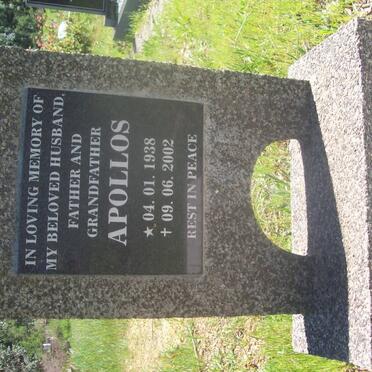 IN LOVING MEMORY OF
MY BELOVED HUSBAND,
FATHER AND
GRANDFATHER
APOLLOS
★ 04. 01. 1938
✝ 09. 06. 2002
REST IN PEACE